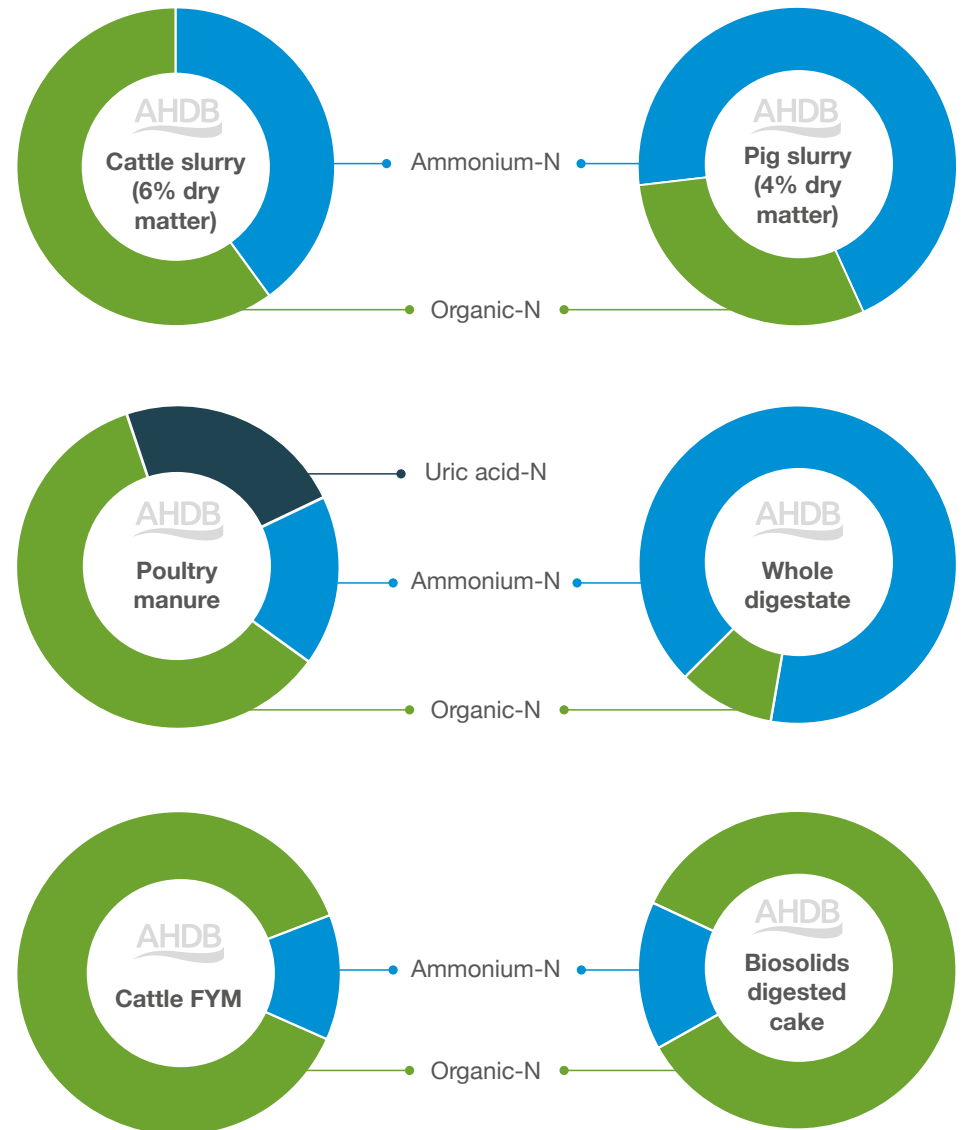 AHDB
Cattle slurry
(6% dry
matter)
Ammonium-N
Organic-N
AHDB
Pig slurry
(4% dry
matter)
AHDB
Poultry
manure
Uric acid-N
Ammonium-N
Organic-N
AHDB
Whole
digestate
AHDB
Cattle FYM
Ammonium-N
Organic-N
AHDB
Biosolids
digested
cake